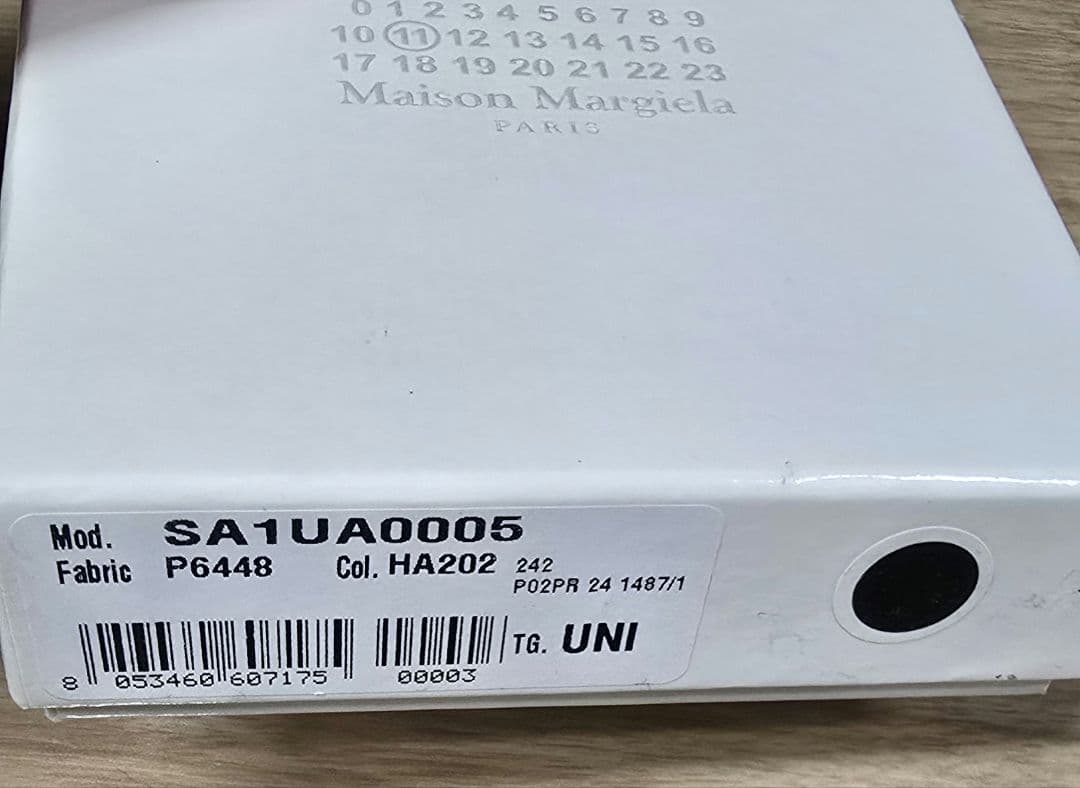 0 1 2 3 4 5 6 7 8 9
10 11 12 13 14 15 16
17 18 19 20 21 22 23
Maison Margiela
PARIS
Mod. SA1UA0005
Fabric P6448 Col. HA202 242
P02PR 24 1487/1
TG. UNI
8 053460 607175 00003